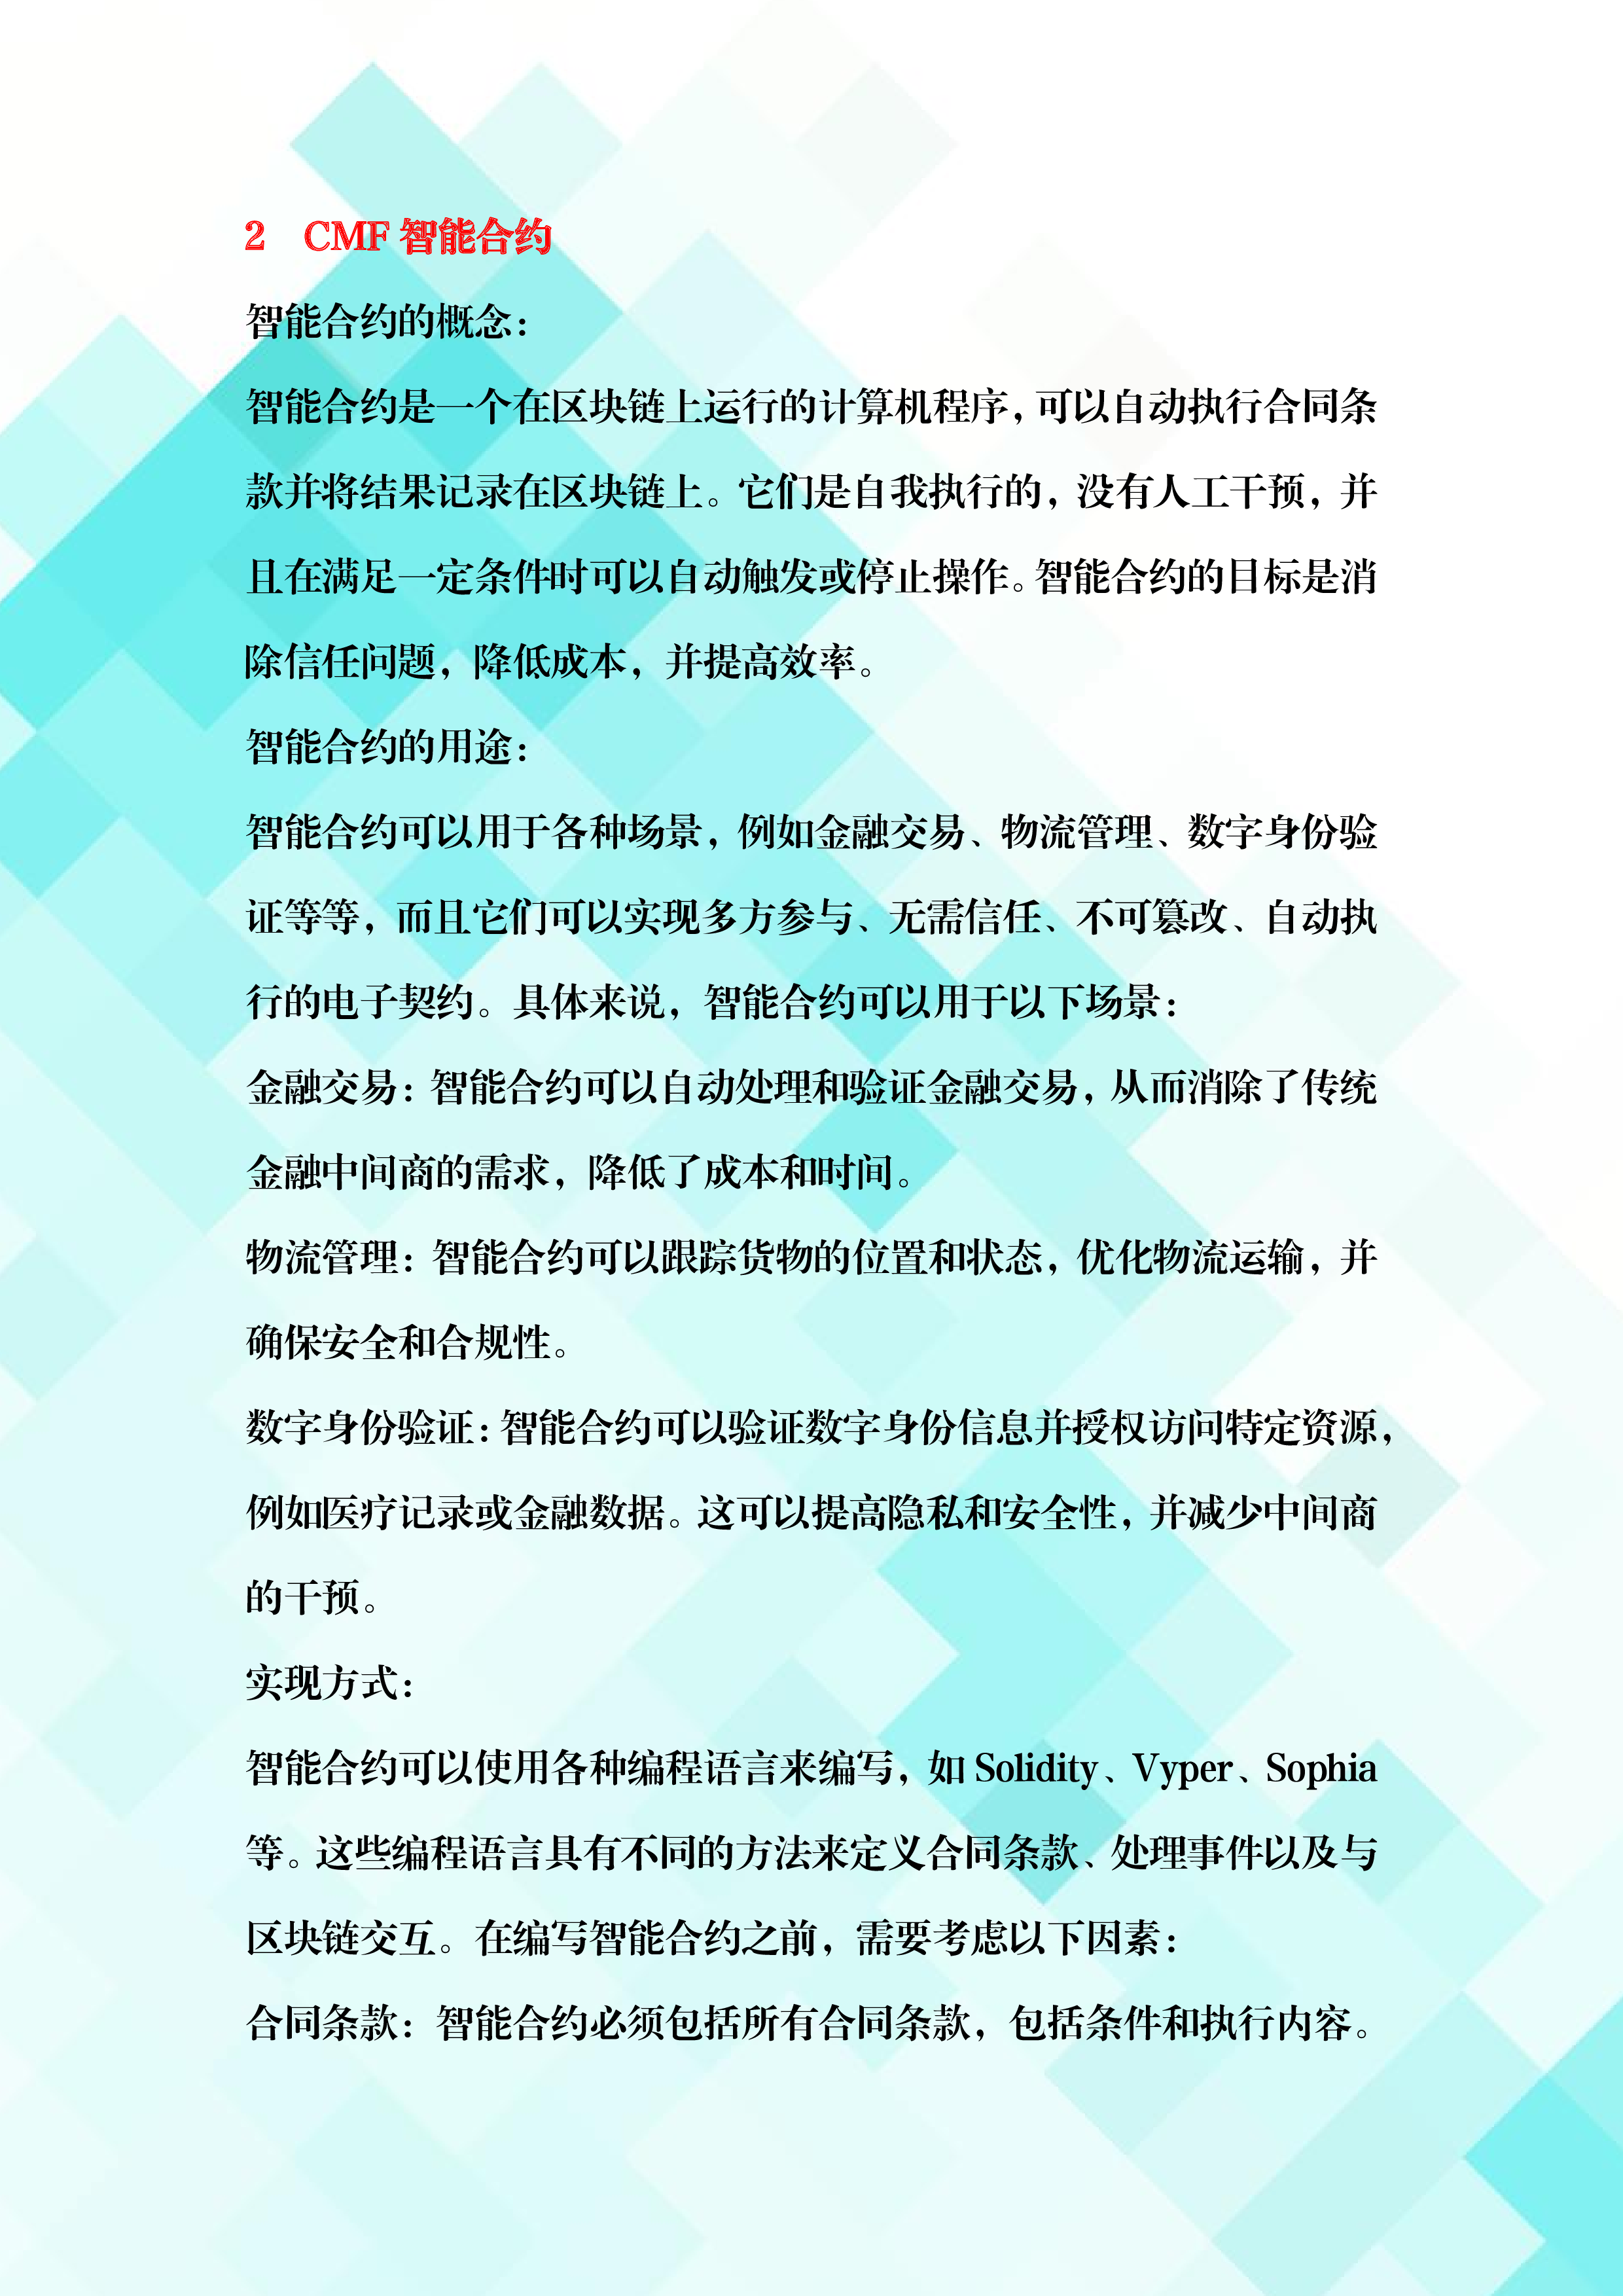 2 CMF 智能合约
智能合约的概念：
智能合约是一个在区块链上运行的计算机程序，可以自动执行合同条
款并将结果记录在区块链上。它们是自我执行的，没有人工干预，并
且在满足一定条件时可以自动触发或停止操作。智能合约的目标是消
除信任问题，降低成本，并提高效率。
智能合约的用途：
智能合约可以用于各种场景，例如金融交易、物流管理、数字身份验
证等等，而且它们可以实现多方参与、无需信任、不可篡改、自动执
行的电子契约。具体来说，智能合约可以用于以下场景：
金融交易：智能合约可以自动处理和验证金融交易，从而消除了传统
金融中间商的需求，降低了成本和时间。
物流管理：智能合约可以跟踪货物的位置和状态，优化物流运输，并
确保安全和合规性。
数字身份验证：智能合约可以验证数字身份信息并授权访问特定资源，
例如医疗记录或金融数据。这可以提高隐私和安全性，并减少中间商
的干预。
实现方式：
智能合约可以使用各种编程语言来编写，如 Solidity、Vyper、Sophia
等。这些编程语言具有不同的方法来定义合同条款、处理事件以及与
区块链交互。在编写智能合约之前，需要考虑以下因素：
合同条款：智能合约必须包括所有合同条款，包括条件和执行内容。